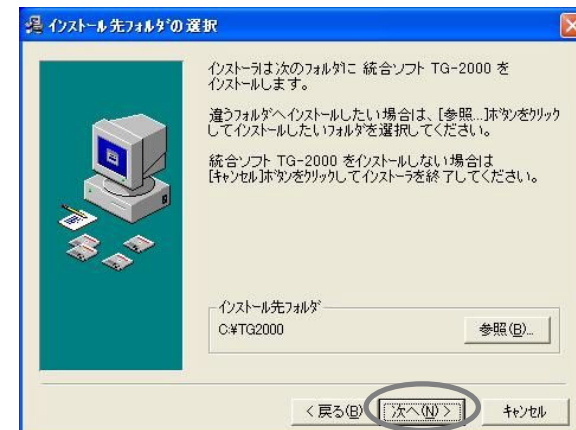 インストール先フォルダの選択
インストーラは次のフォルダに 統合ソフト TG-2000 を
インストールします。
違うフォルダへインストールしたい場合は、[参照...]ボタンをクリック
してインストールしたいフォルダを選択してください。
統合ソフト TG-2000 をインストールしない場合は
[キャンセル]ボタンをクリックしてインストーラを終了してください。
インストール先フォルダ
C:¥TG2000
参照(B)...
< 戻る(B)
次へ(N) >
キャンセル